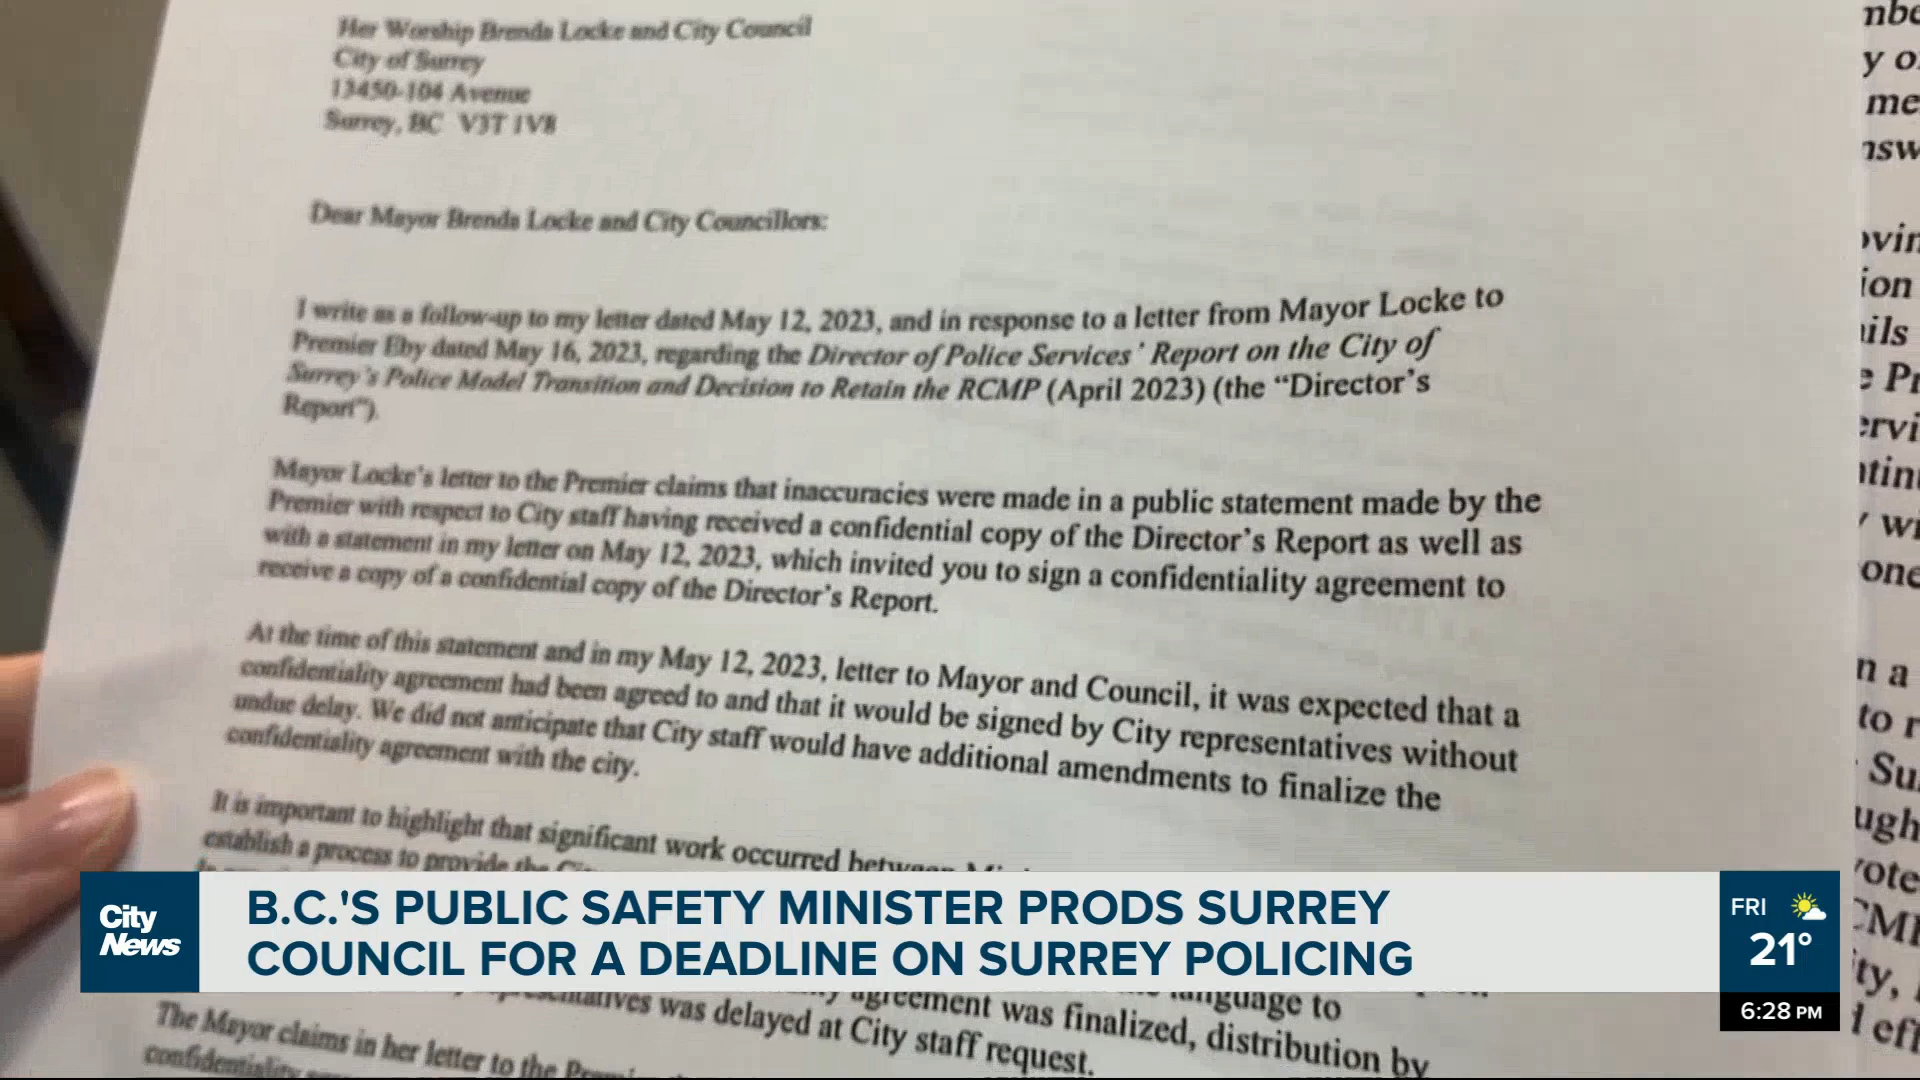 Her Worship Brenda Locke and City Council
City of Surrey
13450-104 Avenue
Surrey, BC V3T 1V8
Dear Mayor Brenda Locke and City Councillors:
I write as a follow-up to my letter dated May 12, 2023, and in response to a letter from Mayor Locke to
Premier Eby dated May 16, 2023, regarding the Director of Police Services' Report on the City of
Surrey's Police Model Transition and Decision to Retain the RCMP (April 2023) (the “Director's
Report”).
Mayor Locke's letter to the Premier claims that inaccuracies were made in a public statement made by the
Premier with respect to City staff having received a confidential copy of the Director's Report as well as
with a statement in my letter on May 12, 2023, which invited you to sign a confidentiality agreement to
receive a copy of a confidential copy of the Director's Report.
At the time of this statement and in my May 12, 2023, letter to Mayor and Council, it was expected that a
confidentiality agreement had been agreed to and that it would be signed by City representatives without
undue delay. We did not anticipate that City staff would have additional amendments to finalize the
confidentiality agreement with the city.
It is important to highlight that significant work occurred between
establish a process to provide the
language to
agreement was finalized, distribution by
was delayed at City staff request.
The Mayor claims in her letter to the
confidentiality
City
News
B.C.'S PUBLIC SAFETY MINISTER PRODS SURREY
COUNCIL FOR A DEADLINE ON SURREY POLICING
FRI
21°
6:28 PM
y
me
ion
to
one
n a